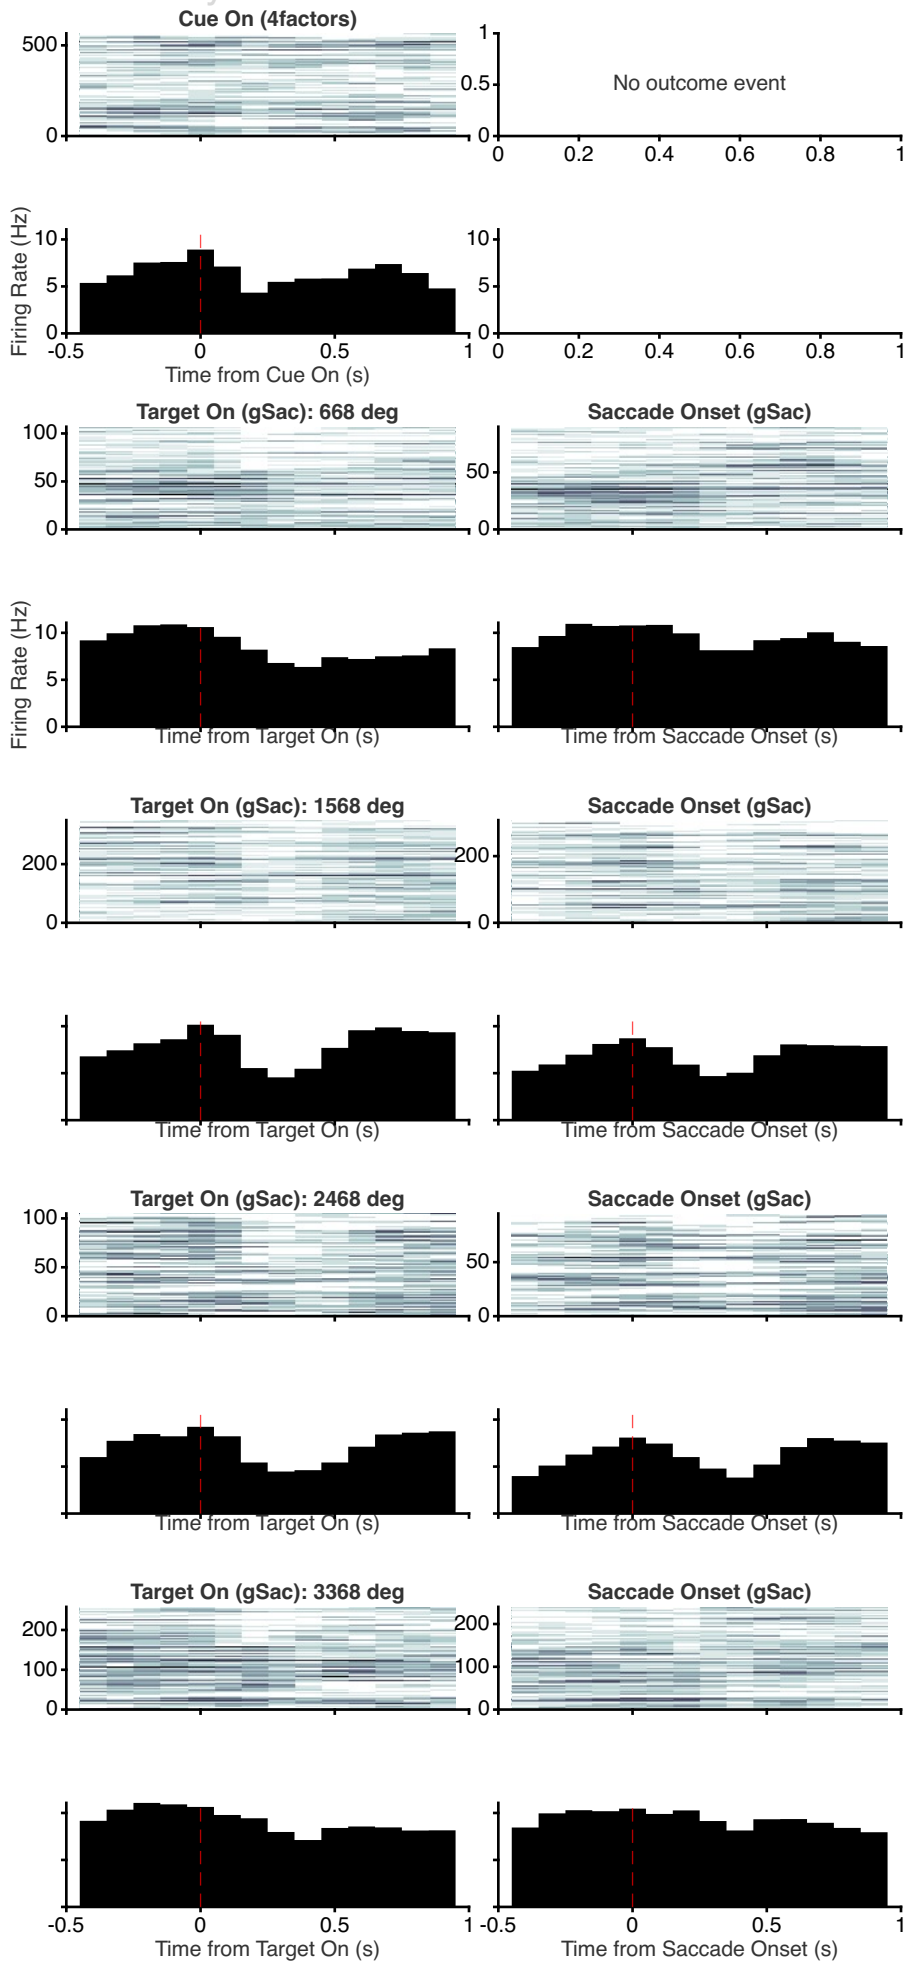 Cue On (4factors)
500
0
1
0.5
0
No outcome event
0 0.2 0.4 0.6 0.8 1
Firing Rate (Hz)
10
5
0
-0.5 0 0.5 1
Time from Cue On (s)
10
5
0
0 0.2 0.4 0.6 0.8 1
Target On (gSac): 668 deg
100
50
0
Saccade Onset (gSac)
50
0
Firing Rate (Hz)
10
5
0
Time from Target On (s)
Time from Saccade Onset (s)
Target On (gSac): 1568 deg
200
0
Saccade Onset (gSac)
200
0
Time from Target On (s)
Time from Saccade Onset (s)
Target On (gSac): 2468 deg
100
50
0
Saccade Onset (gSac)
50
0
Time from Target On (s)
Time from Saccade Onset (s)
Target On (gSac): 3368 deg
200
100
0
Saccade Onset (gSac)
200
100
0
-0.5 0 0.5 1
Time from Target On (s)
-0.5 0 0.5 1
Time from Saccade Onset (s)